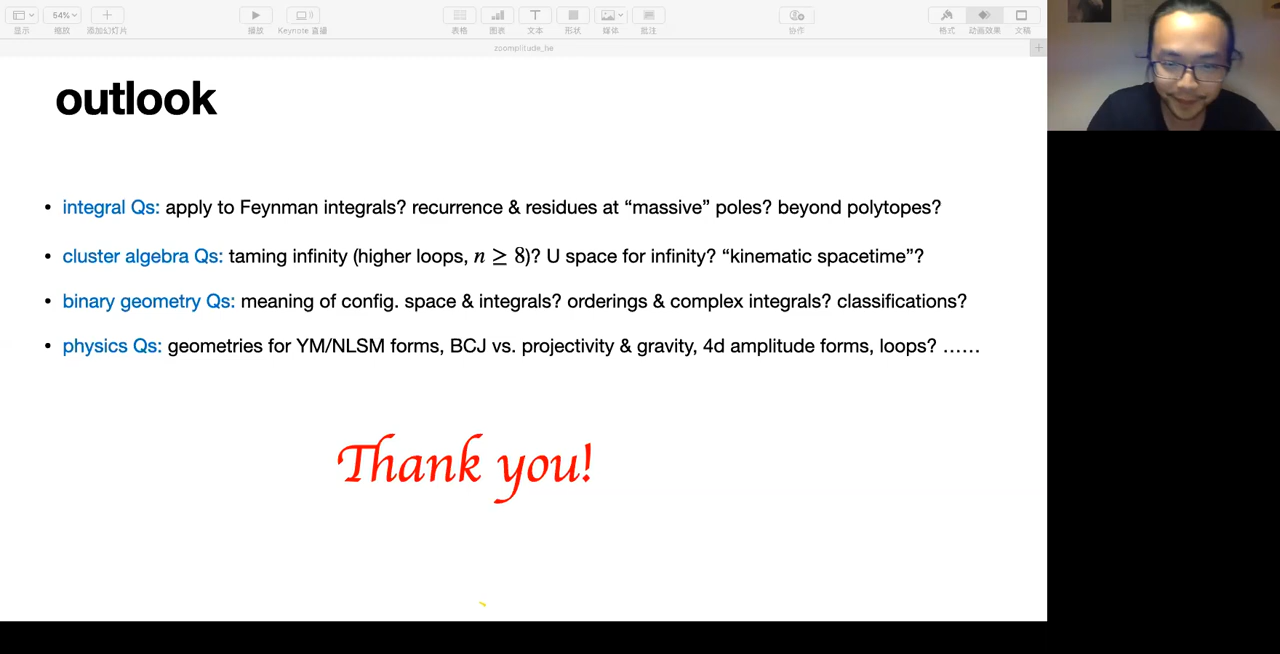 54%
显示 缩放 添加幻灯片 播放 Keynote 直播 表格 图表 文本 形状 媒体 批注 协作 格式 动画效果 文稿
zoomplitude_he
outlook
• integral Qs: apply to Feynman integrals? recurrence & residues at “massive” poles? beyond polytopes?
• cluster algebra Qs: taming infinity (higher loops, n ≥ 8)? U space for infinity? “kinematic spacetime”?
• binary geometry Qs: meaning of config. space & integrals? orderings & complex integrals? classifications?
• physics Qs: geometries for YM/NLSM forms, BCJ vs. projectivity & gravity, 4d amplitude forms, loops? ……
Thank you!